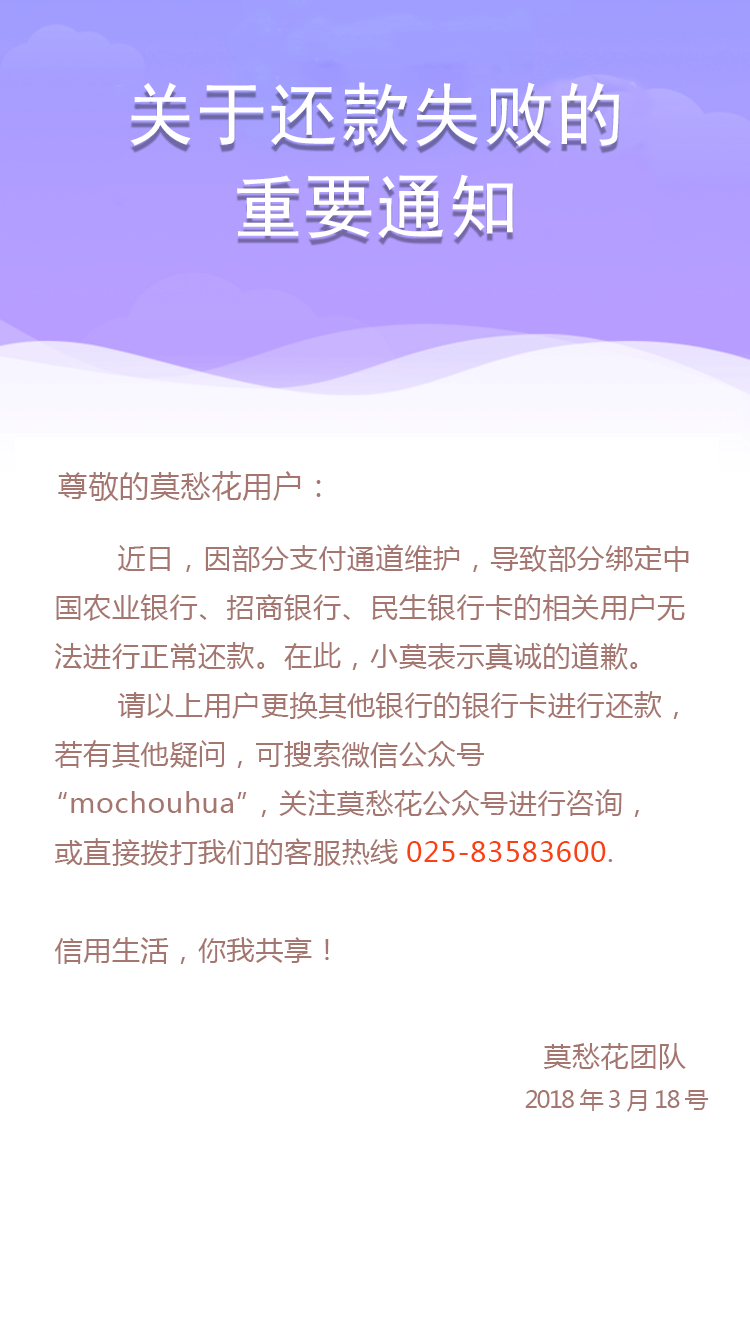 关于还款失败的
重要通知
尊敬的莫愁花用户：
近日，因部分支付通道维护，导致部分绑定中
国农业银行、招商银行、民生银行卡的相关用户无
法进行正常还款。在此，小莫表示真诚的道歉。
请以上用户更换其他银行的银行卡进行还款，
若有其他疑问，可搜索微信公众号
“mochouhua”，关注莫愁花公众号进行咨询，
或直接拨打我们的客服热线 025-83583600.
信用生活，你我共享！
莫愁花团队
2018 年 3 月 18 号